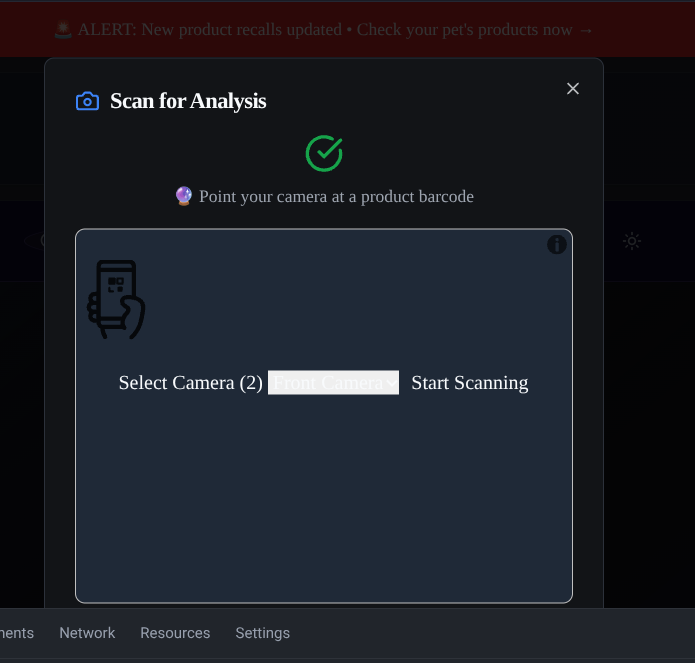 ALERT: New product recalls updated • Check your pet's products now →
Scan for Analysis
Point your camera at a product barcode
Select Camera (2) Front Camera Start Scanning
Network Resources Settings